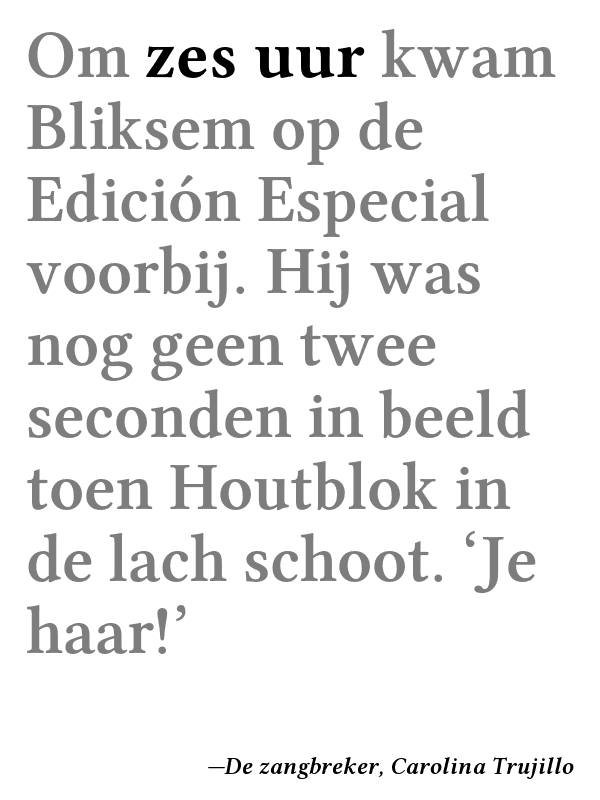 Om zes uur kwam
Bliksem op de
Edición Especial
voorbij. Hij was
nog geen twee
seconden in beeld
toen Houtblok in
de lach schoot. ‘Je
haar!’
—De zangbreker, Carolina Trujillo